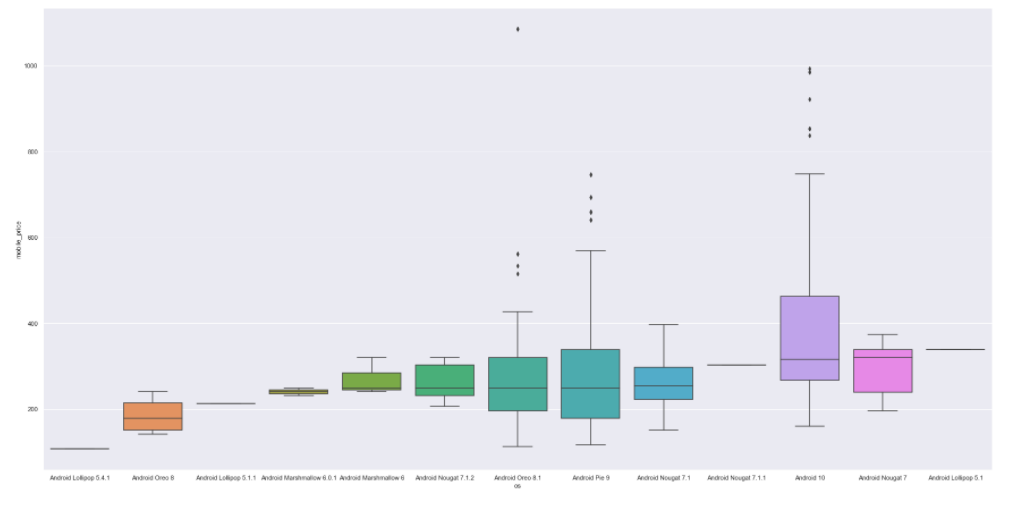 1000
800
600
400
200
mobile_price
Android Lollipop 5.4.1 Android Oreo 8 Android Lollipop 5.1.1 Android Marshmallow 6.0.1 Android Marshmallow 6 Android Nougat 7.1.2 Android Oreo 8.1 Android Pie 9 Android Nougat 7.1 Android Nougat 7.1.1 Android 10 Android Nougat 7 Android Lollipop 5.1
os